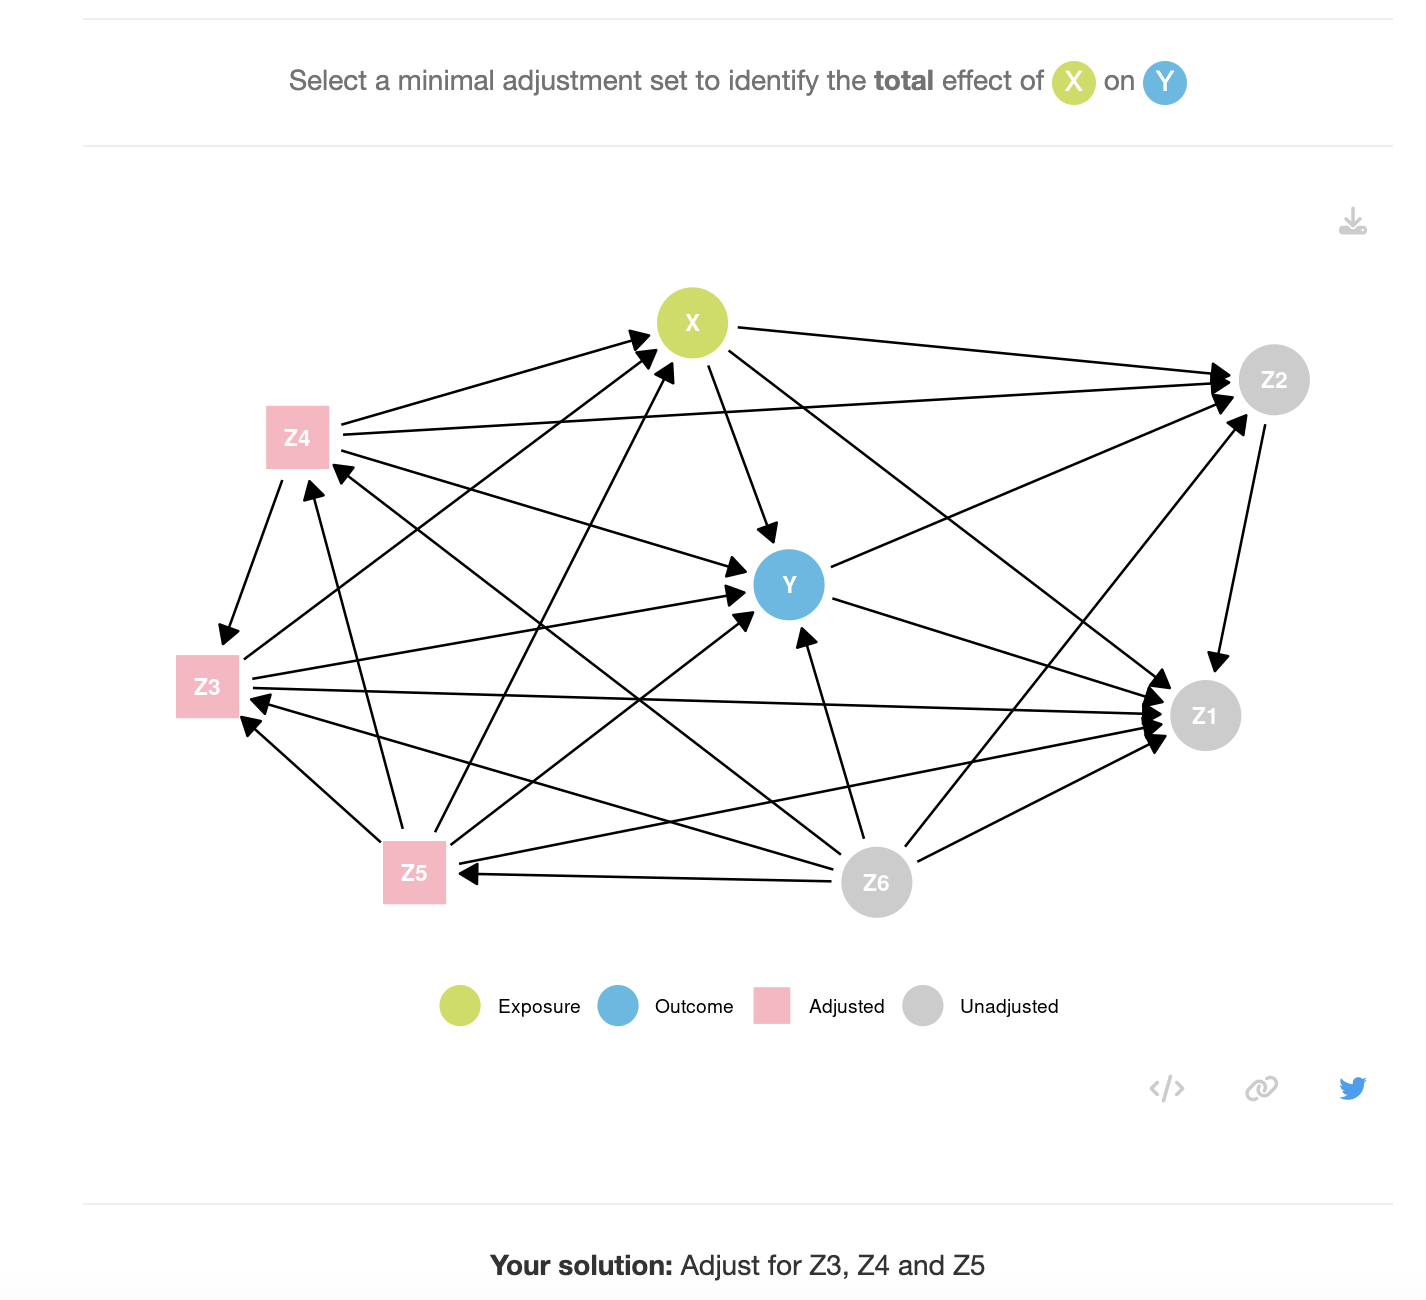 Select a minimal adjustment set to identify the total effect of X on Y
X
Z2
Z4
Y
Z3
Z1
Z5
Z6
Exposure Outcome Adjusted Unadjusted
</>
Your solution: Adjust for Z3, Z4 and Z5